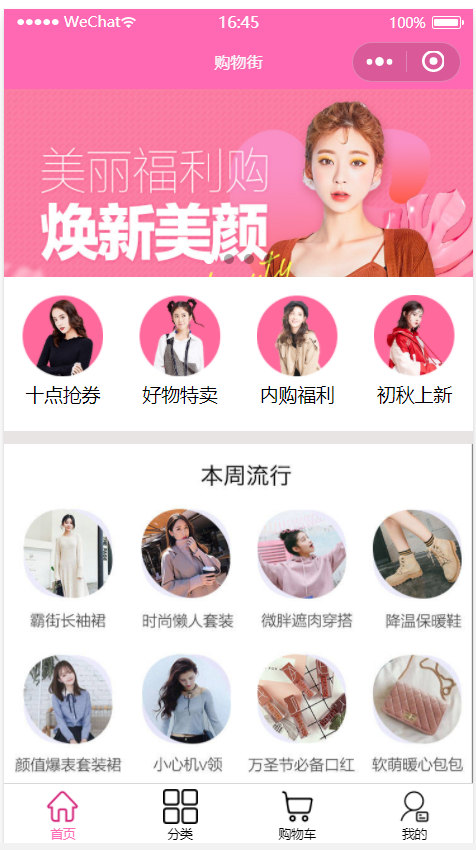 WeChat 16:45 100%
购物街
美丽福利购
焕新美颜
beauty
十点抢券 好物特卖 内购福利 初秋上新
本周流行
霸街长袖裙 时尚懒人套装 微胖遮肉穿搭 降温保暖鞋
颜值爆表套装裙 小心机v领 万圣节必备口红 软萌暖心包包
首页 分类 购物车 我的